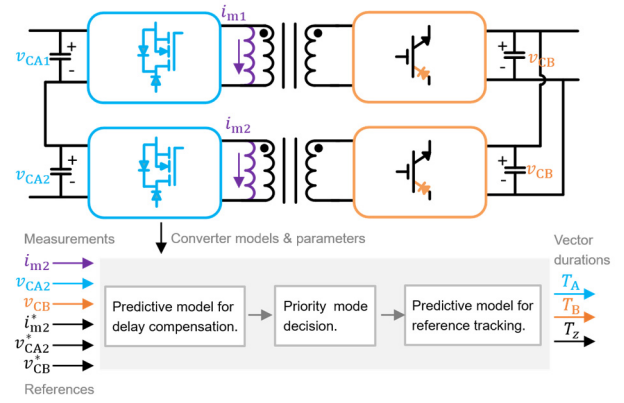 i_m1
v_CA1
+
-
+
v_CB
-
i_m2
v_CA2
+
-
+
v_CB
-
Measurements
Converter models & parameters
Vector
durations
i_m2
v_CA2
v_CB
i*_m2
v*_CA2
v*_CB
Predictive model for
delay compensation.
Priority mode
decision.
Predictive model for
reference tracking.
T_A
T_B
T_z
References